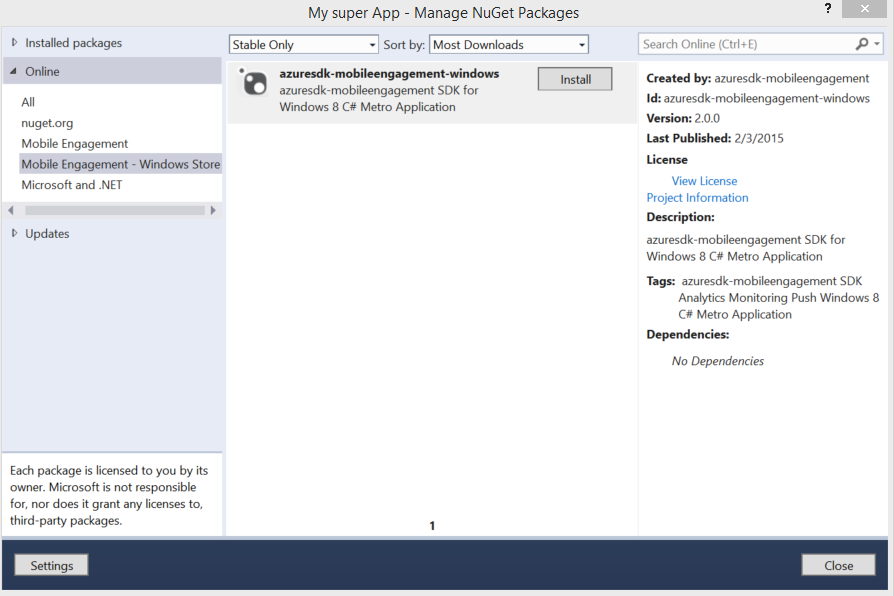 My super App - Manage NuGet Packages
?
x
Installed packages
Online
All
nuget.org
Mobile Engagement
Mobile Engagement - Windows Store
Microsoft and .NET
Updates
Each package is licensed to you by its
owner. Microsoft is not responsible
for, nor does it grant any licenses to,
third-party packages.
Stable Only
Sort by:
Most Downloads
azuresdk-mobileengagement-windows
azuresdk-mobileengagement SDK for
Windows 8 C# Metro Application
Install
1
Search Online (Ctrl+E)
Created by: azuresdk-mobileengagement
Id: azuresdk-mobileengagement-windows
Version: 2.0.0
Last Published: 2/3/2015
License
View License
Project Information
Description:
azuresdk-mobileengagement SDK for
Windows 8 C# Metro Application
Tags: azuresdk-mobileengagement SDK
Analytics Monitoring Push Windows 8
C# Metro Application
Dependencies:
No Dependencies
Settings
Close